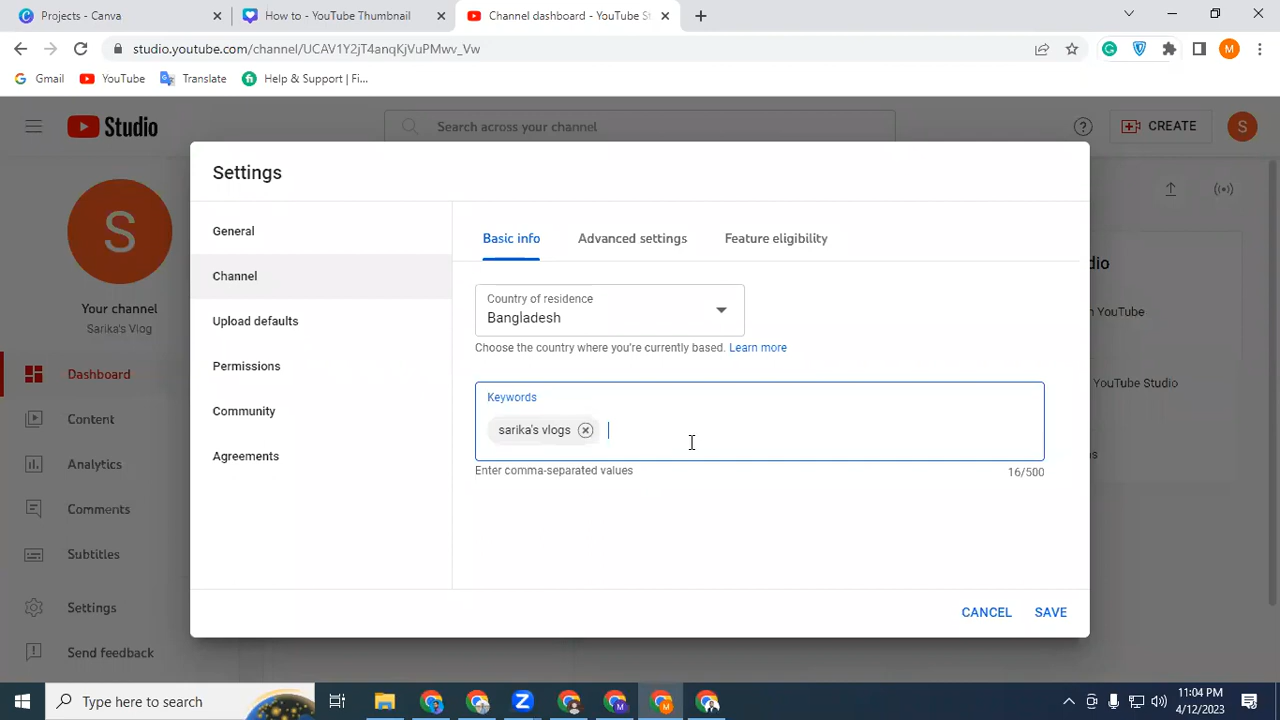 Projects - Canva
How to - YouTube Thumbnail
Channel dashboard - YouTube St
studio.youtube.com/channel/UCAV1Y2jT4anqKjVuPMwv_Vw
M
Gmail
YouTube
Translate
Help & Support | Fi...
Studio
Search across your channel
CREATE
S
Settings
S
Your channel
Sarika's Vlog
Dashboard
Content
Analytics
Comments
Subtitles
Settings
Send feedback
General
Channel
Upload defaults
Permissions
Community
Agreements
Basic info
Advanced settings
Feature eligibility
Country of residence
Bangladesh
Choose the country where you're currently based. Learn more
Keywords
sarika's vlogs
Enter comma-separated values
16/500
CANCEL
SAVE
dio
YouTube
YouTube Studio
Type here to search
11:04 PM
4/12/2023